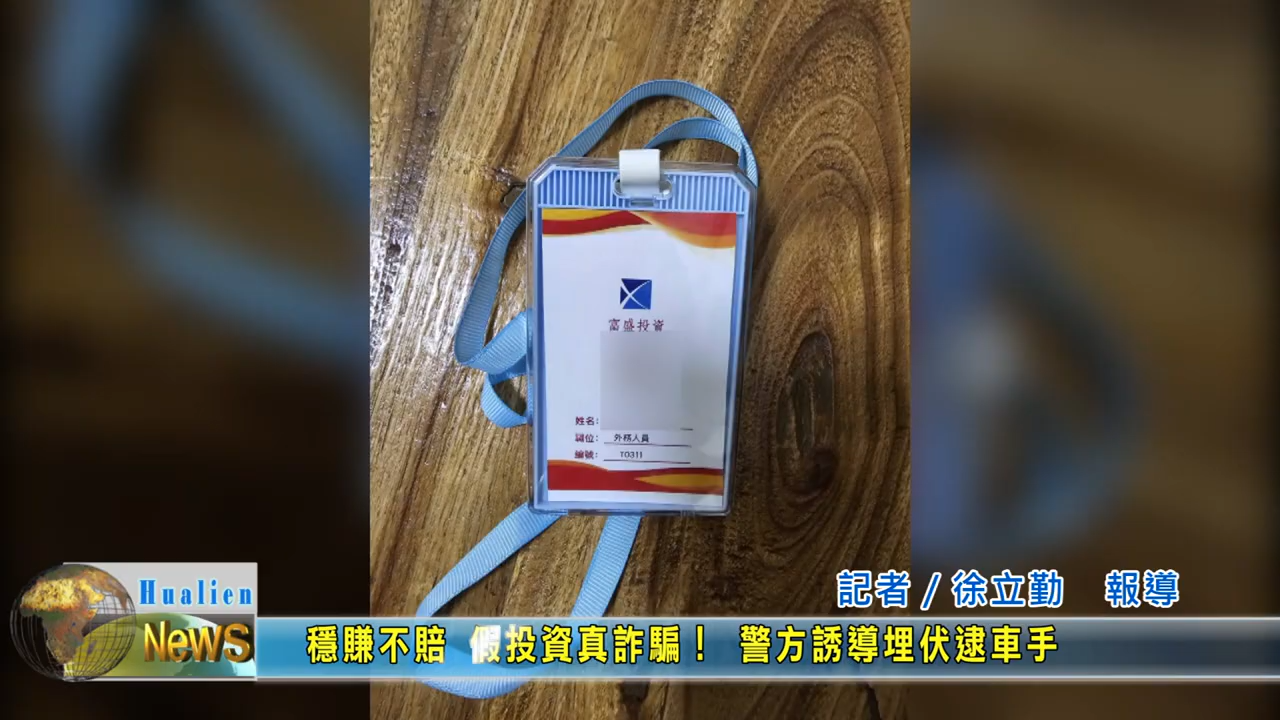 富盛投資
姓名:
職位: 外務人員
編號: T0311
記者/徐立勤 報導
Hualien
News
穩賺不賠 假投資真詐騙! 警方誘導埋伏逮車手